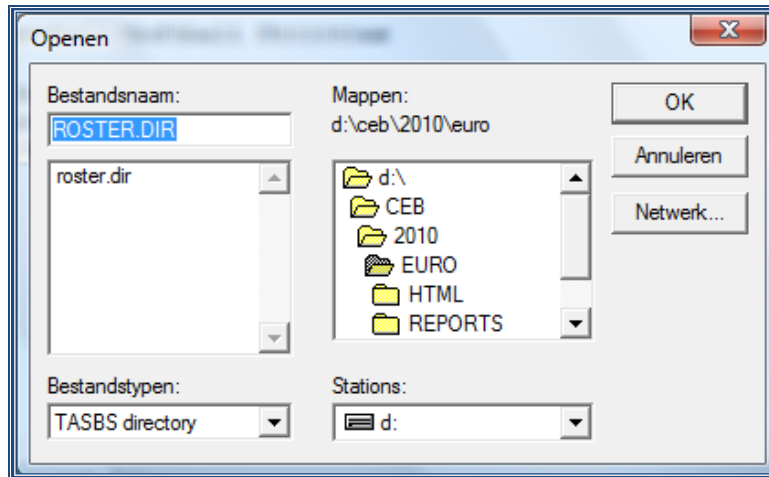 Openen
Bestandsnaam:
ROSTER.DIR
roster.dir
Bestandstypen:
TASBS directory
Mappen:
d:\ceb\2010\euro
d:\
CEB
2010
EURO
HTML
REPORTS
Stations:
d:
OK
Annuleren
Netwerk...